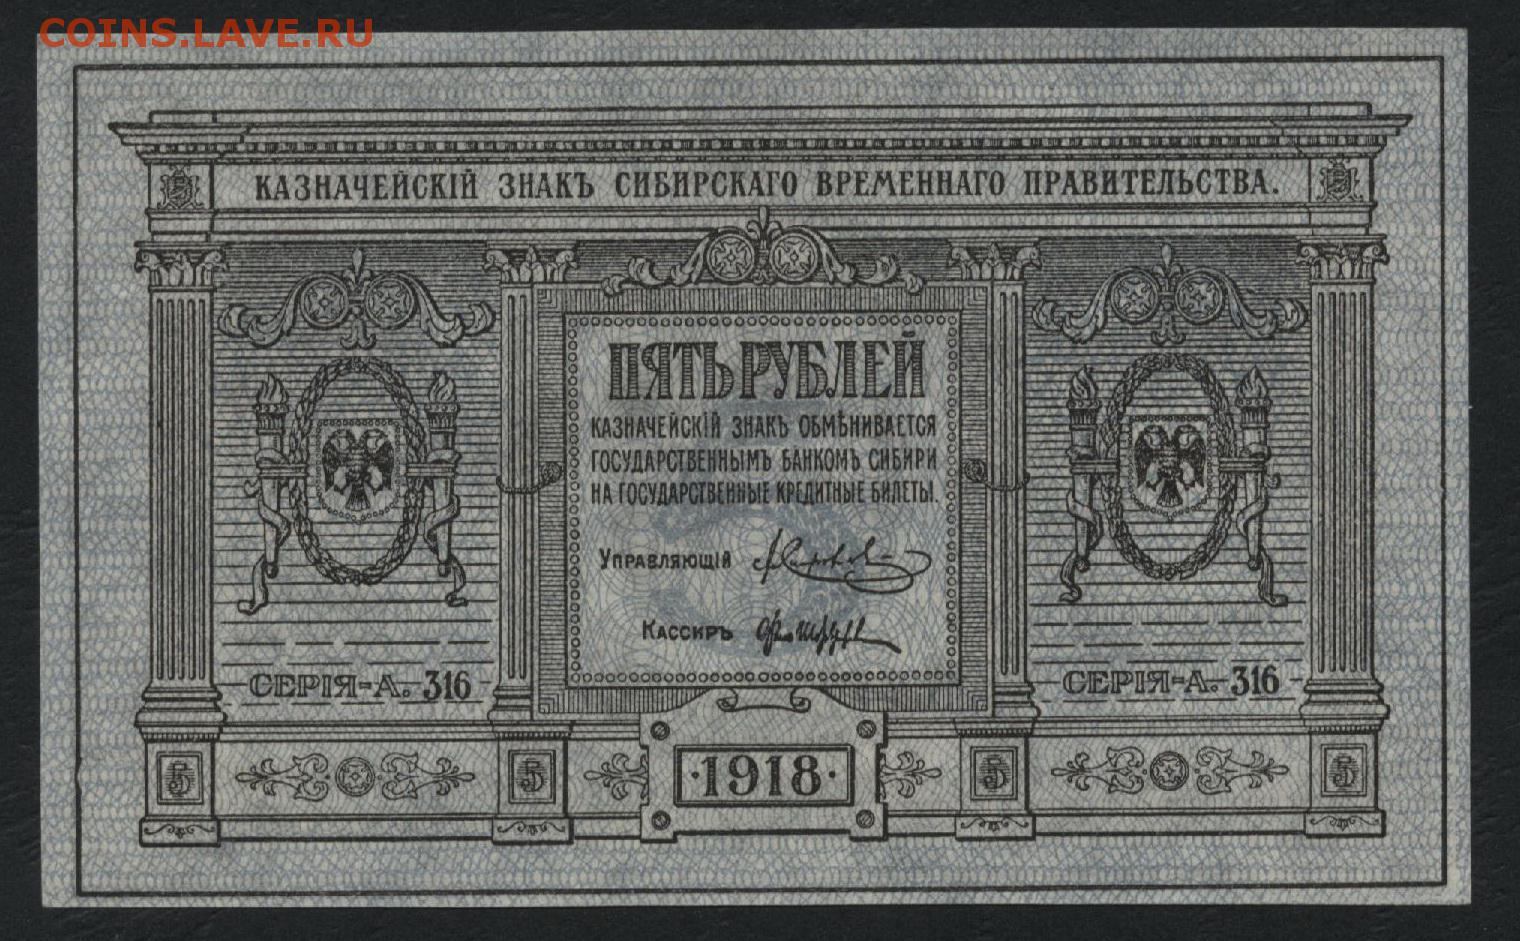 COINS.LAVE.RU
КАЗНАЧЕЙСКІЙ ЗНАКЪ СИБИРСКАГО ВРЕМЕННАГО ПРАВИТЕЛЬСТВА.
ПЯТЬ РУБЛЕЙ
КАЗНАЧЕЙСКІЙ ЗНАКЪ ОБМѢНИВАЕТСЯ
ГОСУДАРСТВЕННЫМЪ БАНКОМЪ СИБИРИ
НА ГОСУДАРСТВЕННЫЕ КРЕДИТНЫЕ БИЛЕТЫ.
УПРАВЛЯЮЩІЙ
КАССИРЪ
СЕРІЯ-А. 316
СЕРІЯ-А. 316
5 5 ·1918· 5 5